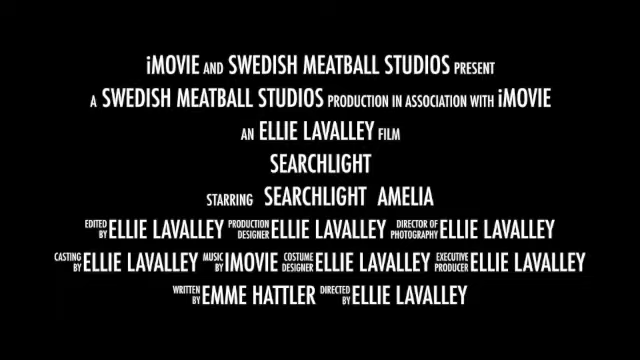 iMOVIE AND SWEDISH MEATBALL STUDIOS PRESENT
A SWEDISH MEATBALL STUDIOS PRODUCTION IN ASSOCIATION WITH iMOVIE
AN ELLIE LAVALLEY FILM
SEARCHLIGHT
STARRING SEARCHLIGHT AMELIA
EDITED BY ELLIE LAVALLEY PRODUCTION DESIGNER ELLIE LAVALLEY DIRECTOR OF PHOTOGRAPHY ELLIE LAVALLEY
CASTING BY ELLIE LAVALLEY MUSIC BY IMOVIE COSTUME DESIGNER ELLIE LAVALLEY EXECUTIVE PRODUCER ELLIE LAVALLEY
WRITTEN BY EMME HATTLER DIRECTED BY ELLIE LAVALLEY